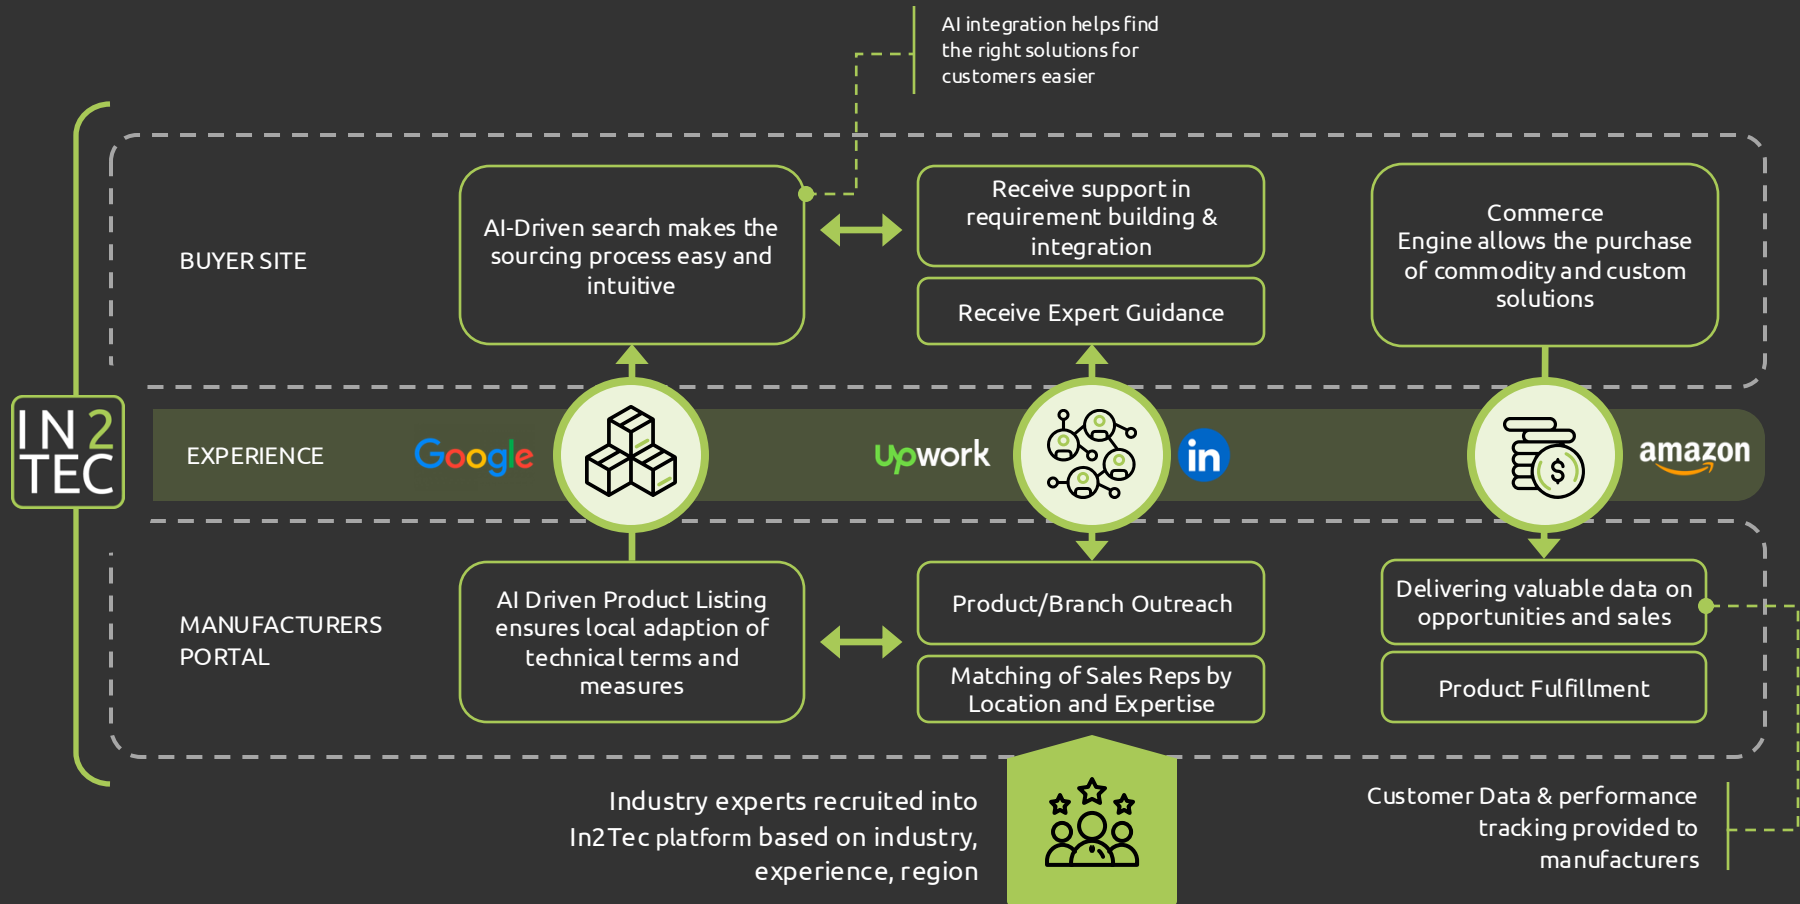 AI integration helps find
the right solutions for
customers easier
BUYER SITE
AI-Driven search makes the
sourcing process easy and
intuitive
Receive support in
requirement building &
integration
Receive Expert Guidance
Commerce
Engine allows the purchase
of commodity and custom
solutions
IN2
TEC
EXPERIENCE
Google
upwork
in
$
amazon
MANUFACTURERS
PORTAL
AI Driven Product Listing
ensures local adaption of
technical terms and
measures
Product/Branch Outreach
Matching of Sales Reps by
Location and Expertise
Delivering valuable data on
opportunities and sales
Product Fulfillment
Industry experts recruited into
In2Tec platform based on industry,
experience, region
Customer Data & performance
tracking provided to
manufacturers